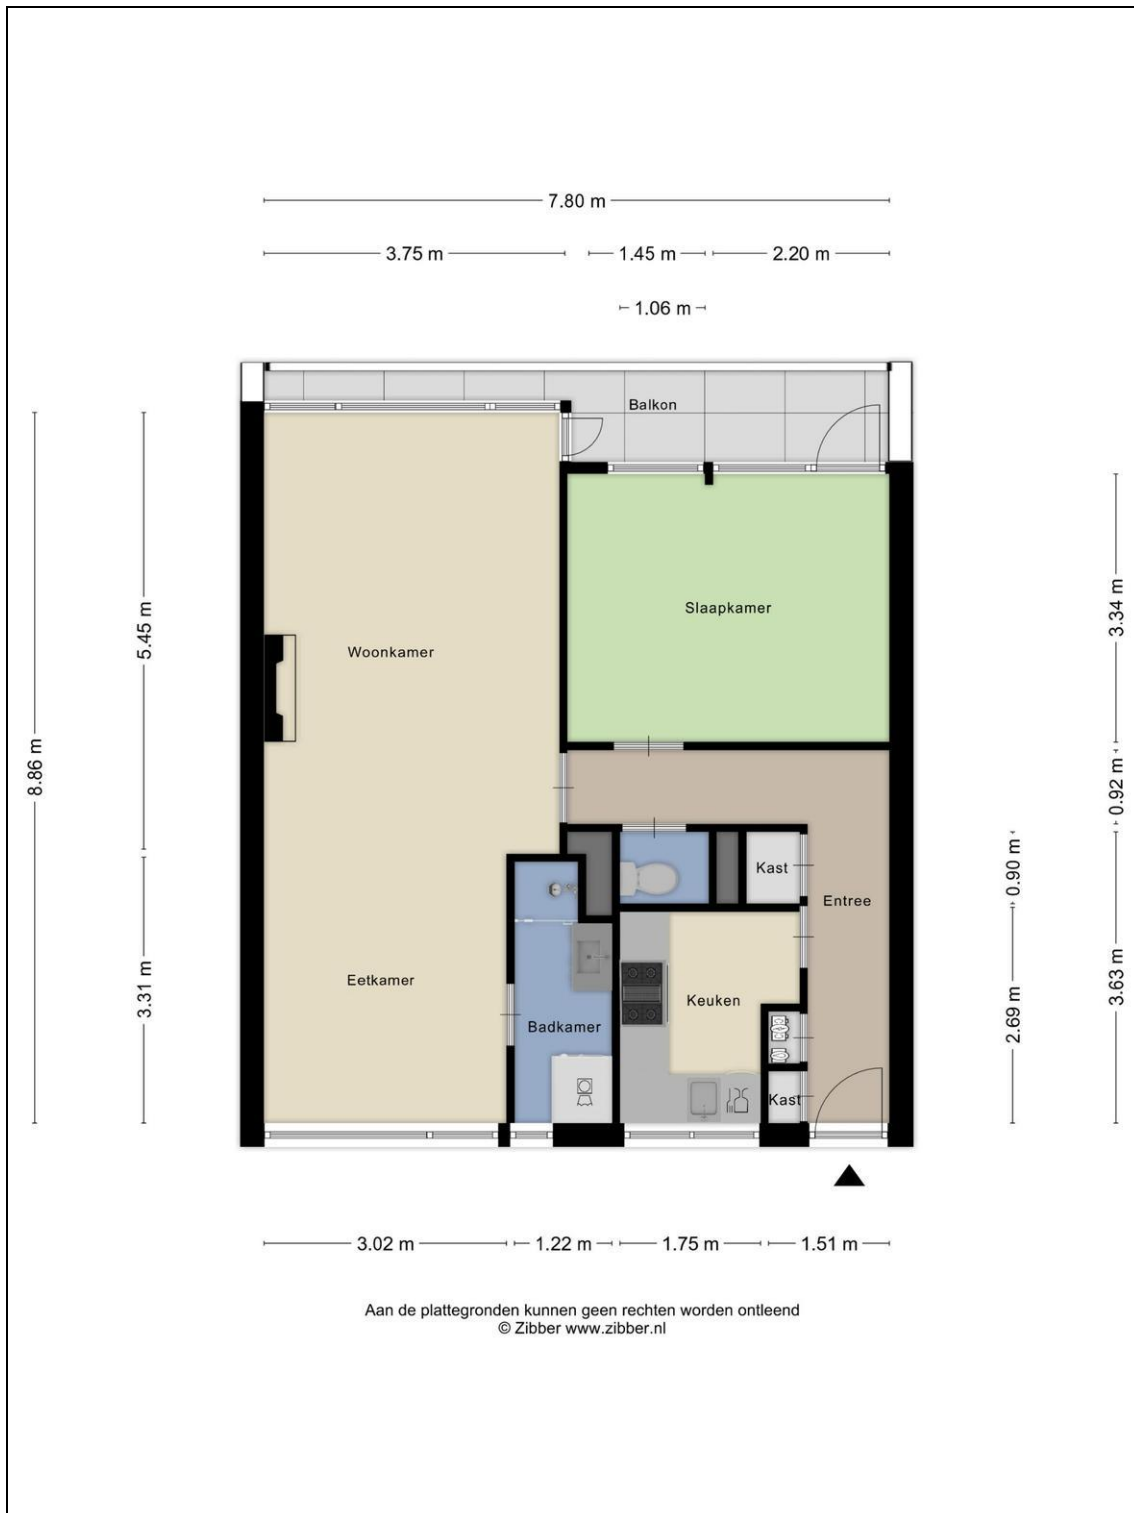 7.80 m
3.75 m
1.45 m
2.20 m
1.06 m
Balkon
Slaapkamer
Woonkamer
5.45 m
3.34 m
8.86 m
0.92 m
Kast
0.90 m
Entree
Eetkamer
3.31 m
Keuken
Badkamer
2.69 m
3.63 m
Kast
3.02 m
1.22 m
1.75 m
1.51 m
Aan de plattegronden kunnen geen rechten worden ontleend
© Zibber www.zibber.nl